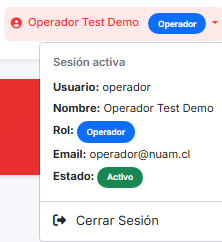 Operador Test Demo Operador
Sesión activa
Usuario: operador
Nombre: Operador Test Demo
Rol: Operador
Email: operador@nuam.cl
Estado: Activo
Cerrar Sesión